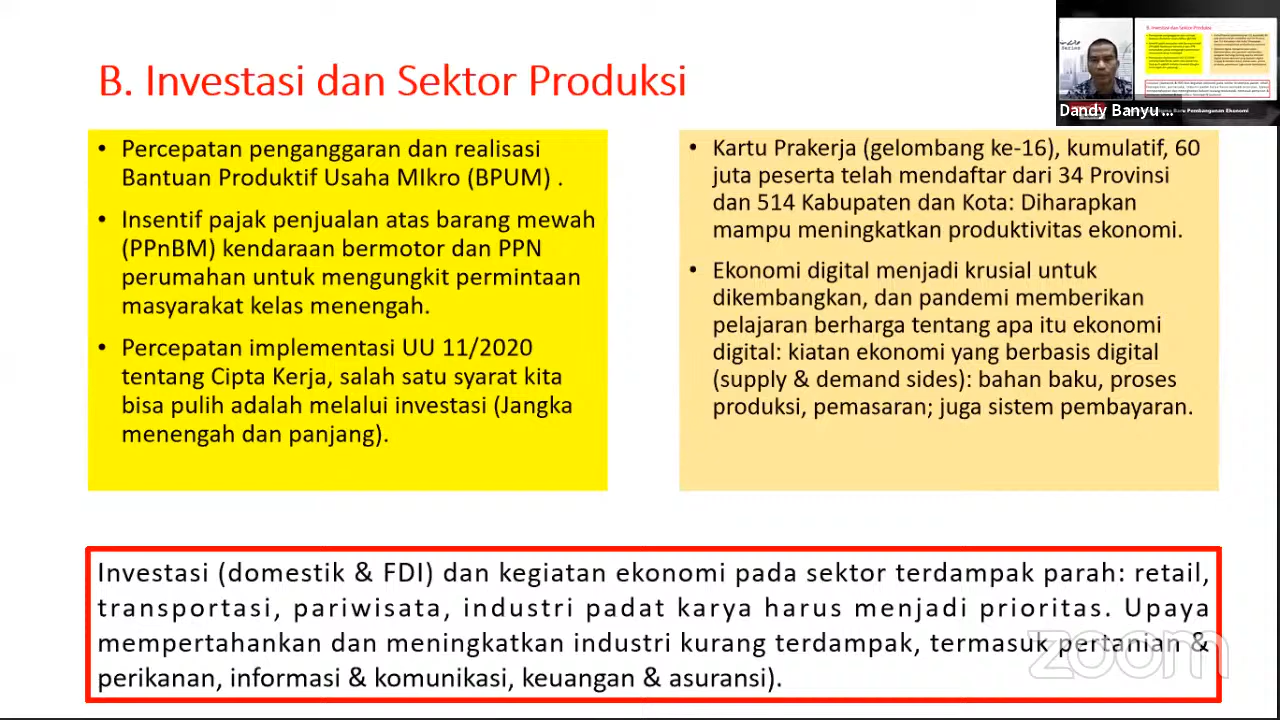 B. Investasi dan Sektor Produksi
• Percepatan penganggaran dan realisasi
Bantuan Produktif Usaha MIkro (BPUM) .
• Insentif pajak penjualan atas barang mewah
(PPnBM) kendaraan bermotor dan PPN
perumahan untuk mengungkit permintaan
masyarakat kelas menengah.
• Percepatan implementasi UU 11/2020
tentang Cipta Kerja, salah satu syarat kita
bisa pulih adalah melalui investasi (Jangka
menengah dan panjang).
• Kartu Prakerja (gelombang ke-16), kumulatif, 60
juta peserta telah mendaftar dari 34 Provinsi
dan 514 Kabupaten dan Kota: Diharapkan
mampu meningkatkan produktivitas ekonomi.
• Ekonomi digital menjadi krusial untuk
dikembangkan, dan pandemi memberikan
pelajaran berharga tentang apa itu ekonomi
digital: kiatan ekonomi yang berbasis digital
(supply & demand sides): bahan baku, proses
produksi, pemasaran; juga sistem pembayaran.
Investasi (domestik & FDI) dan kegiatan ekonomi pada sektor terdampak parah: retail,
transportasi, pariwisata, industri padat karya harus menjadi prioritas. Upaya
mempertahankan dan meningkatkan industri kurang terdampak, termasuk pertanian &
perikanan, informasi & komunikasi, keuangan & asuransi).
zoom
B. Investasi dan Sektor Produksi
Dandy Banyu ...
Baru Pembangunan Ekonomi